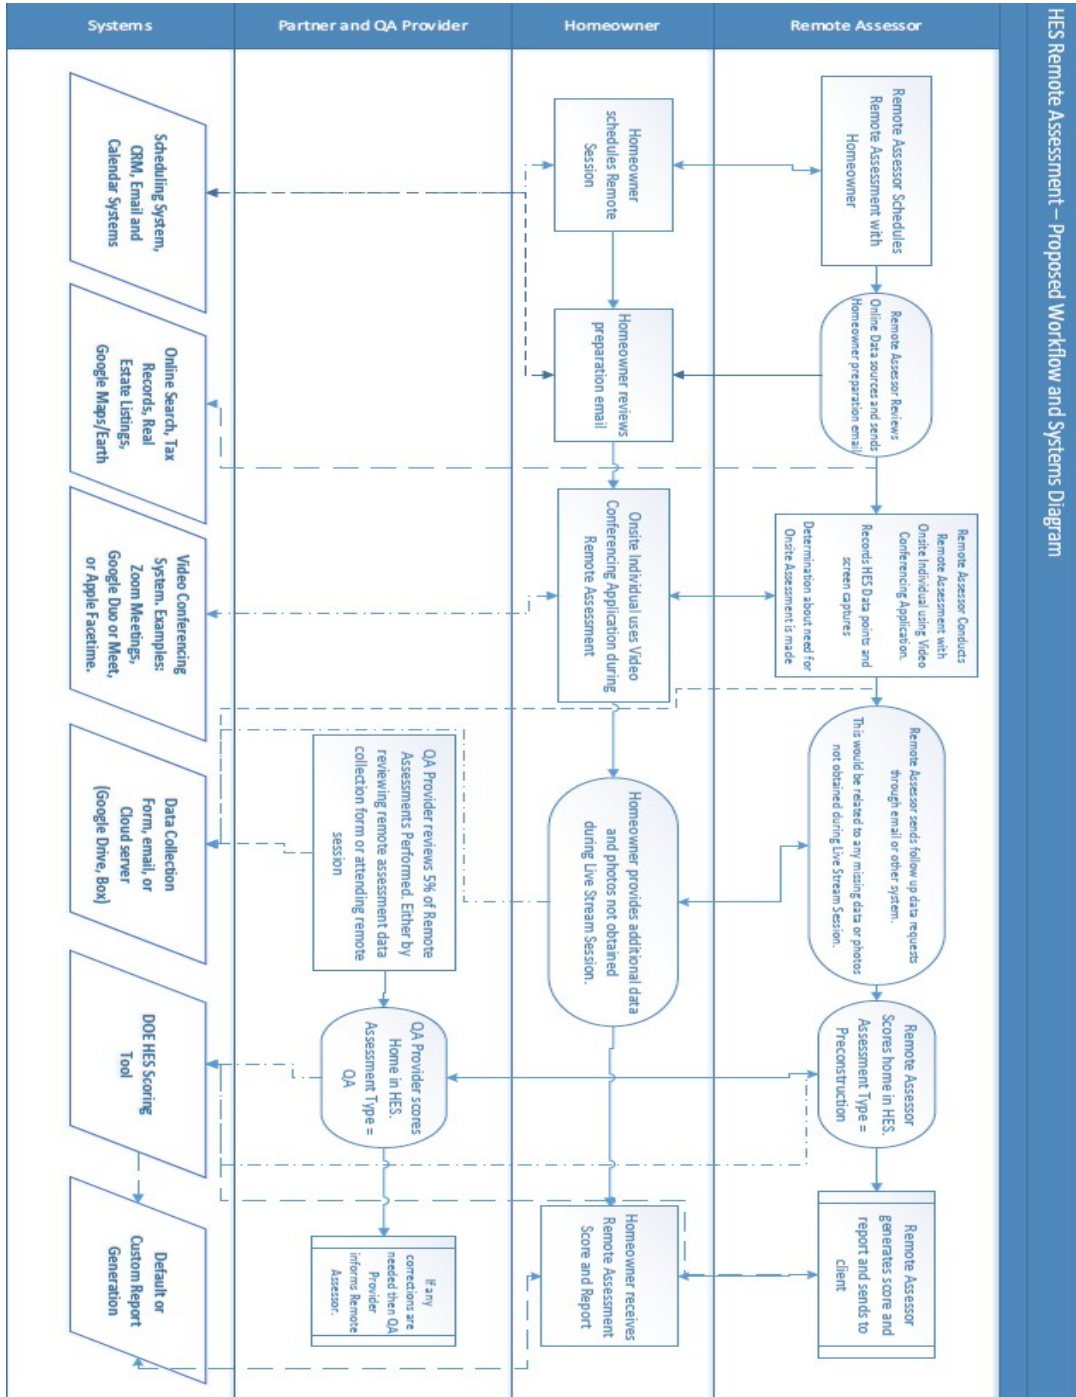 HES Remote Assessment – Proposed Workflow and Systems Diagram
Remote Assessor
Remote Assessor Schedules
Remote Assessment with
Homeowner
Remote Assessor Reviews
Online Data sources and sends
Homeowner preparation email
Remote Assessor Conducts
Remote Assessment with
Onsite Individual using Video
Conferencing Application.
Records HES Data points and
screen captures
Determination about need for
Onsite Assessment is made
Remote Assessor sends follow up data requests
through email or other system.
This would be related to any missing data or photos
not obtained during Live Stream Session.
Remote Assessor
Scores home in HES.
Assessment Type =
Preconstruction
Remote Assessor
generates score and
report and sends to
client
Homeowner
Homeowner
schedules Remote
Session
Homeowner reviews
preparation email
Onsite Individual uses Video
Conferencing Application during
Remote Assessment
Homeowner provides additional data
and photos not obtained
during Live Stream Session.
Homeowner receives
Remote Assessment
Score and Report
Partner and QA Provider
QA Provider reviews 5% of Remote
Assessments Performed. Either by
reviewing remote assessment data
collection form or attending remote
session
QA Provider scores
Home in HES.
Assessment Type =
QA
If any
corrections are
needed then QA
Provider
informs Remote
Assessor.
Systems
Scheduling System,
CRM, Email and
Calendar Systems
Online Search, Tax
Records, Real
Estate Listings,
Google Maps/Earth
Video Conferencing
System. Examples:
Zoom Meetings,
Google Duo or Meet,
or Apple Facetime.
Data Collection
Form, email, or
Cloud server
(Google Drive, Box)
DOE HES Scoring
Tool
Default or
Custom Report
Generation